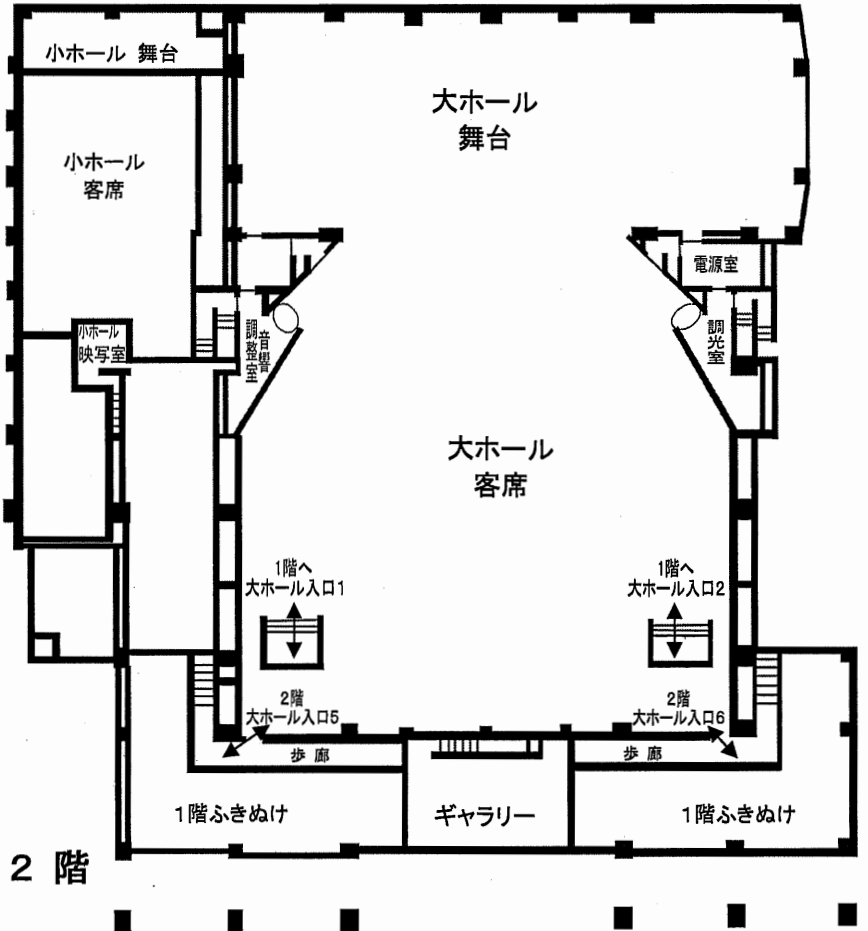 小ホール 舞台
大ホール
舞台
小ホール
客席
電源室
小ホール
映写室
音響
調整室
調光室
大ホール
客席
1階へ
大ホール入口1
1階へ
大ホール入口2
2階
大ホール入口5
2階
大ホール入口6
歩廊
歩廊
1階ふきぬけ
ギャラリー
1階ふきぬけ
2 階